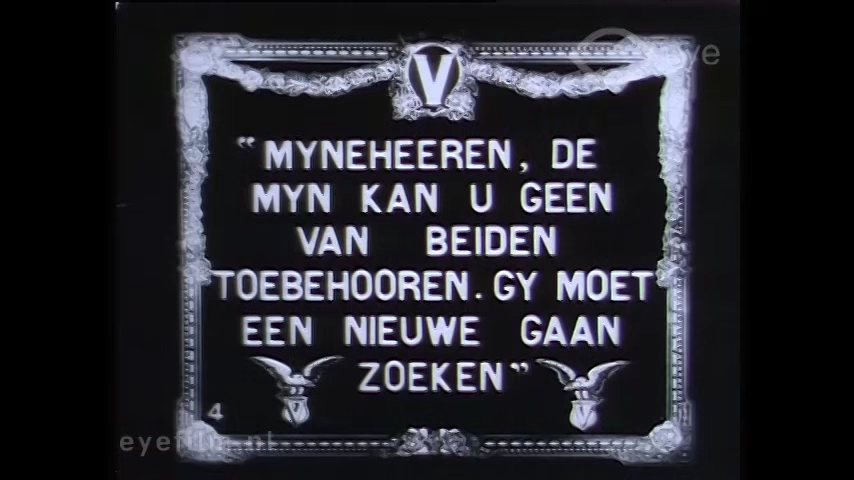 eye
V
“MYNEHEEREN, DE
MYN KAN U GEEN
VAN BEIDEN
TOEBEHOOREN. GY MOET
EEN NIEUWE GAAN
ZOEKEN”
V V
4
eyefilm.nl